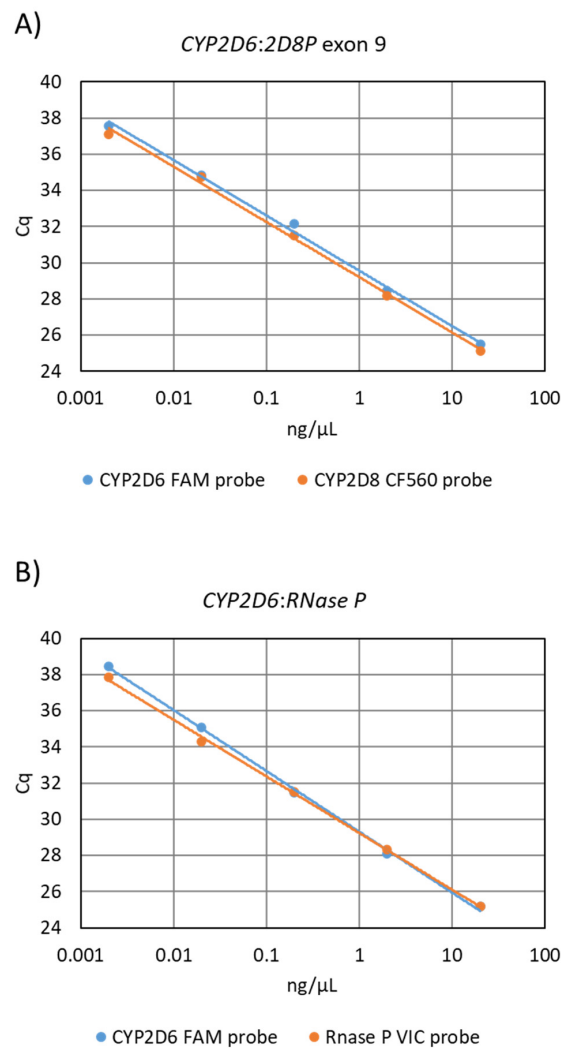 A)
CYP2D6:2D8P exon 9
40
38
36
34
32
30
28
26
24
Cq
0.001 0.01 0.1 1 10 100
ng/µL
CYP2D6 FAM probe CYP2D8 CF560 probe
B)
CYP2D6:RNase P
40
38
36
34
32
30
28
26
24
Cq
0.001 0.01 0.1 1 10 100
ng/µL
CYP2D6 FAM probe Rnase P VIC probe